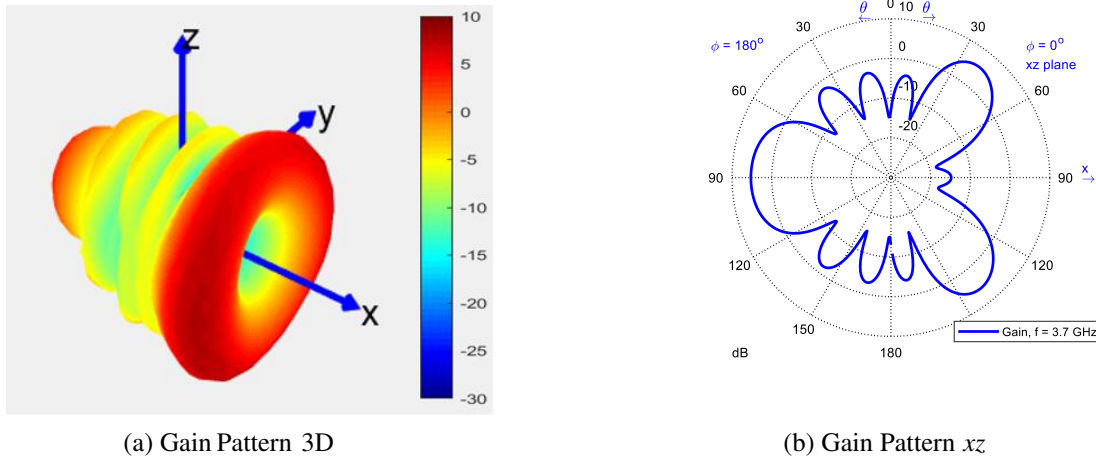 z
y
x
10
5
0
-5
-10
-15
-20
-25
-30
(a) Gain Pattern 3D
θ 0 10 θ
30 30
ϕ = 180° ϕ = 0°
xz plane
0
60 60
-10
-20
90 90 x
120 120
150
180
dB
Gain, f = 3.7 GHz
(b) Gain Pattern xz